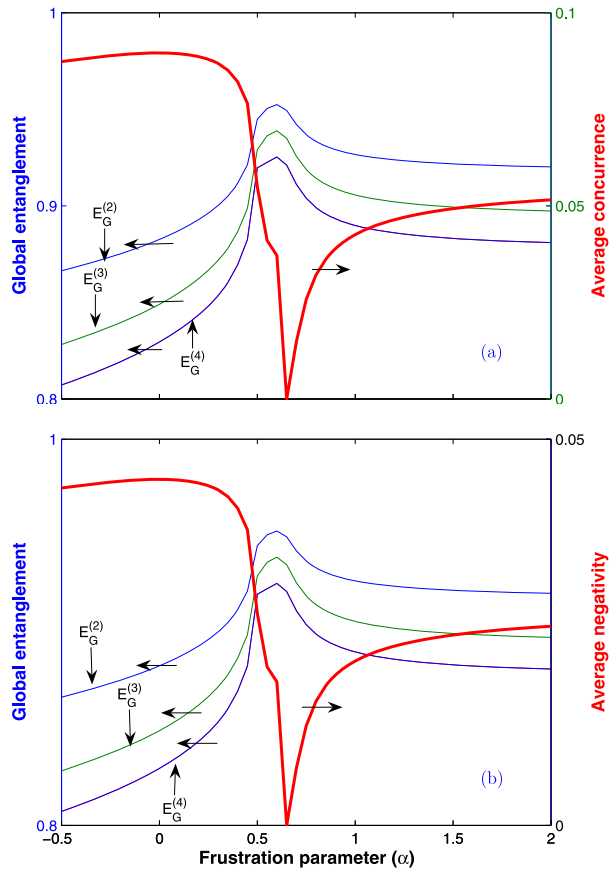 1
0.1
Global entanglement
0.9
0.8
E_G^(2)
E_G^(3)
E_G^(4)
(a)
0.05
0
Average concurrence
1
0.05
Global entanglement
0.8
E_G^(2)
E_G^(3)
E_G^(4)
(b)
0
Average negativity
−0.5 0 0.5 1 1.5 2
Frustration parameter (α)